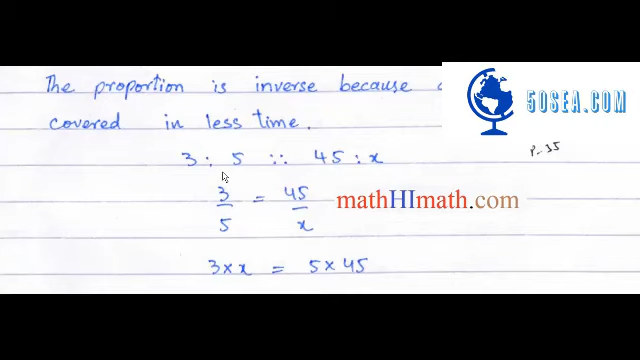 The proportion is inverse because
covered in less time.
50SEA.COM
3 : 5 :: 45 : x
P-35
3/5 = 45/x
mathHImath.com
3 × x = 5 × 45